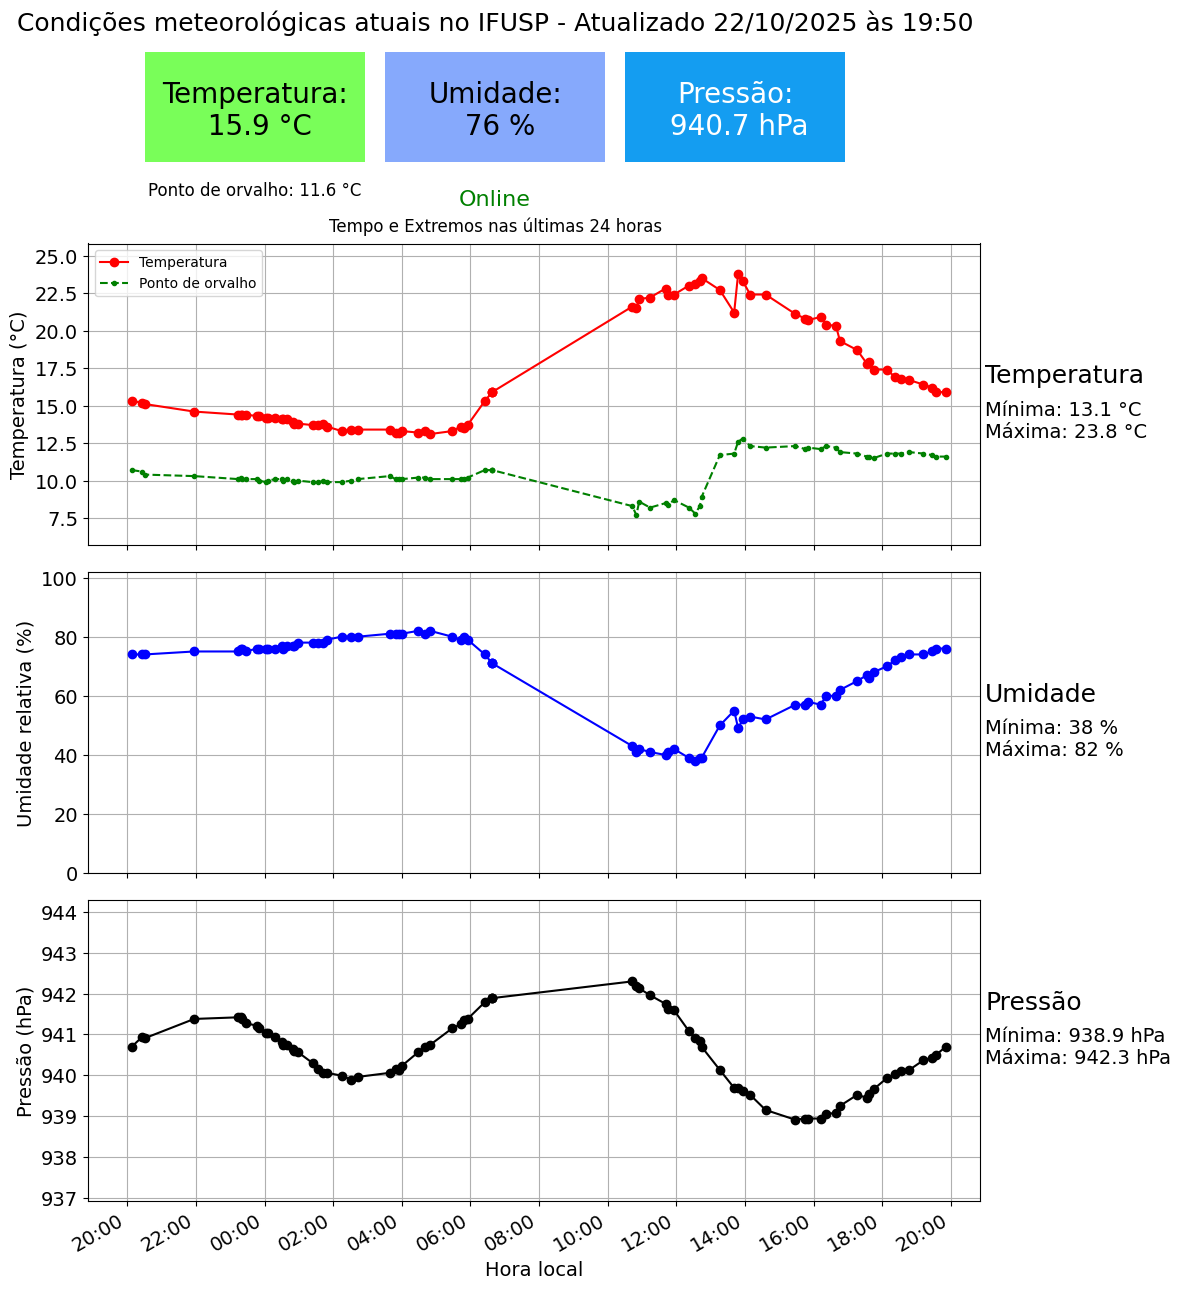 Condições meteorológicas atuais no IFUSP - Atualizado 22/10/2025 às 19:50
Temperatura:
15.9 °C
Umidade:
76 %
Pressão:
940.7 hPa
Ponto de orvalho: 11.6 °C
Online
Tempo e Extremos nas últimas 24 horas
Temperatura (°C)
25.0
22.5
20.0
17.5
15.0
12.5
10.0
7.5
Temperatura
Ponto de orvalho
Temperatura
Mínima: 13.1 °C
Máxima: 23.8 °C
Umidade relativa (%)
100
80
60
40
20
0
Umidade
Mínima: 38 %
Máxima: 82 %
Pressão (hPa)
944
943
942
941
940
939
938
937
Pressão
Mínima: 938.9 hPa
Máxima: 942.3 hPa
20:00
22:00
00:00
02:00
04:00
06:00
08:00
10:00
12:00
14:00
16:00
18:00
20:00
Hora local